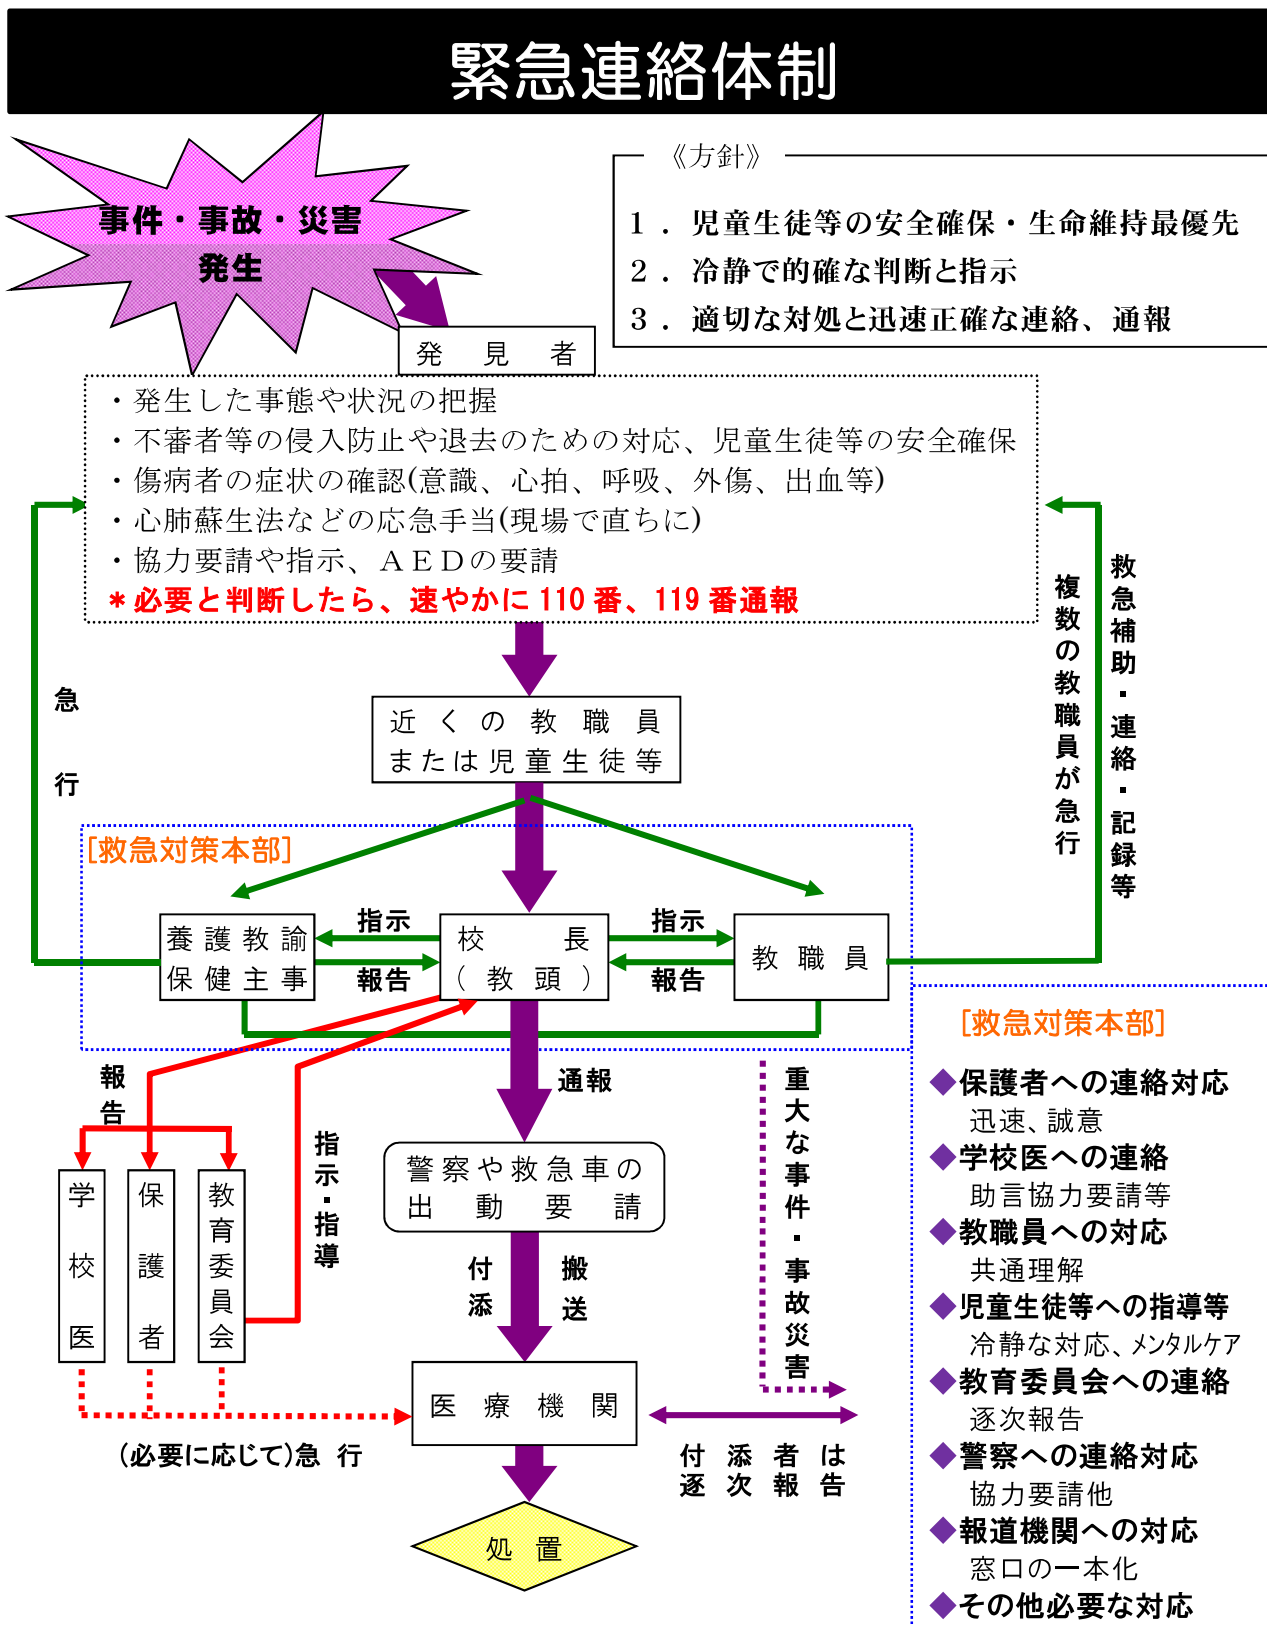 緊急連絡体制
事件・事故・災害
発生
《方針》
1．児童生徒等の安全確保・生命維持最優先
2．冷静で的確な判断と指示
3．適切な対処と迅速正確な連絡、通報
発見者
・発生した事態や状況の把握
・不審者等の侵入防止や退去のための対応、児童生徒等の安全確保
・傷病者の症状の確認(意識、心拍、呼吸、外傷、出血等)
・心肺蘇生法などの応急手当(現場で直ちに)
・協力要請や指示、ＡＥＤの要請
*必要と判断したら、速やかに110番、119番通報
急行
複数の教職員が急行
救急補助・連絡・記録等
近くの教職員
または児童生徒等
[救急対策本部]
養護教諭
保健主事
指示
報告
校長
(教頭)
指示
報告
教職員
報告
指示・指導
学校医
保護者
教育委員会
通報
警察や救急車の
出動要請
付添
搬送
重大な事件・事故災害
医療機関
(必要に応じて)急行
付添者は
逐次報告
処置
[救急対策本部]
◆保護者への連絡対応
迅速、誠意
◆学校医への連絡
助言協力要請等
◆教職員への対応
共通理解
◆児童生徒等への指導等
冷静な対応、メンタルケア
◆教育委員会への連絡
逐次報告
◆警察への連絡対応
協力要請他
◆報道機関への対応
窓口の一本化
◆その他必要な対応